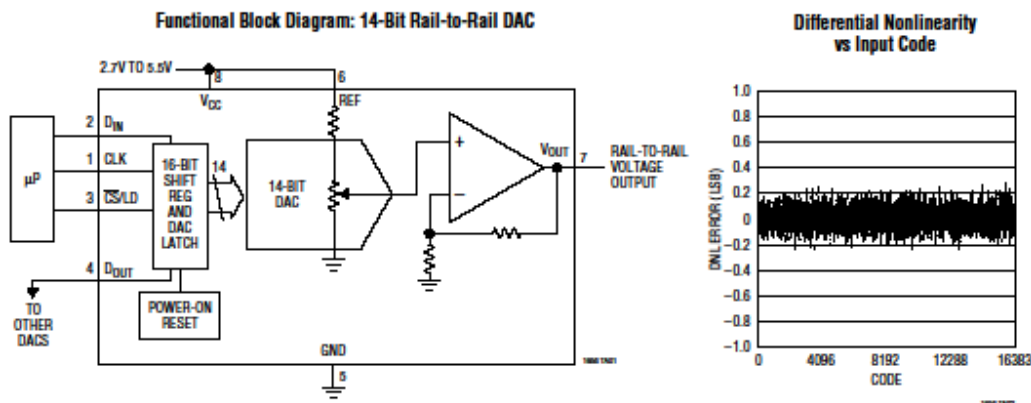 Functional Block Diagram: 14-Bit Rail-to-Rail DAC
2.7V TO 5.5V
8
6
VCC
REF
µP
2 DIN
1 CLK
3 CS/LD
4 DOUT
16-BIT
SHIFT
REG
AND
DAC
LATCH
14
14-BIT
DAC
+
–
VOUT
7
RAIL-TO-RAIL
VOLTAGE
OUTPUT
POWER-ON
RESET
TO
OTHER
DACS
GND
5
Differential Nonlinearity
vs Input Code
DNL ERROR (LSB)
1.0
0.8
0.6
0.4
0.2
0
–0.2
–0.4
–0.6
–0.8
–1.0
0
4096
8192
12288
16383
CODE